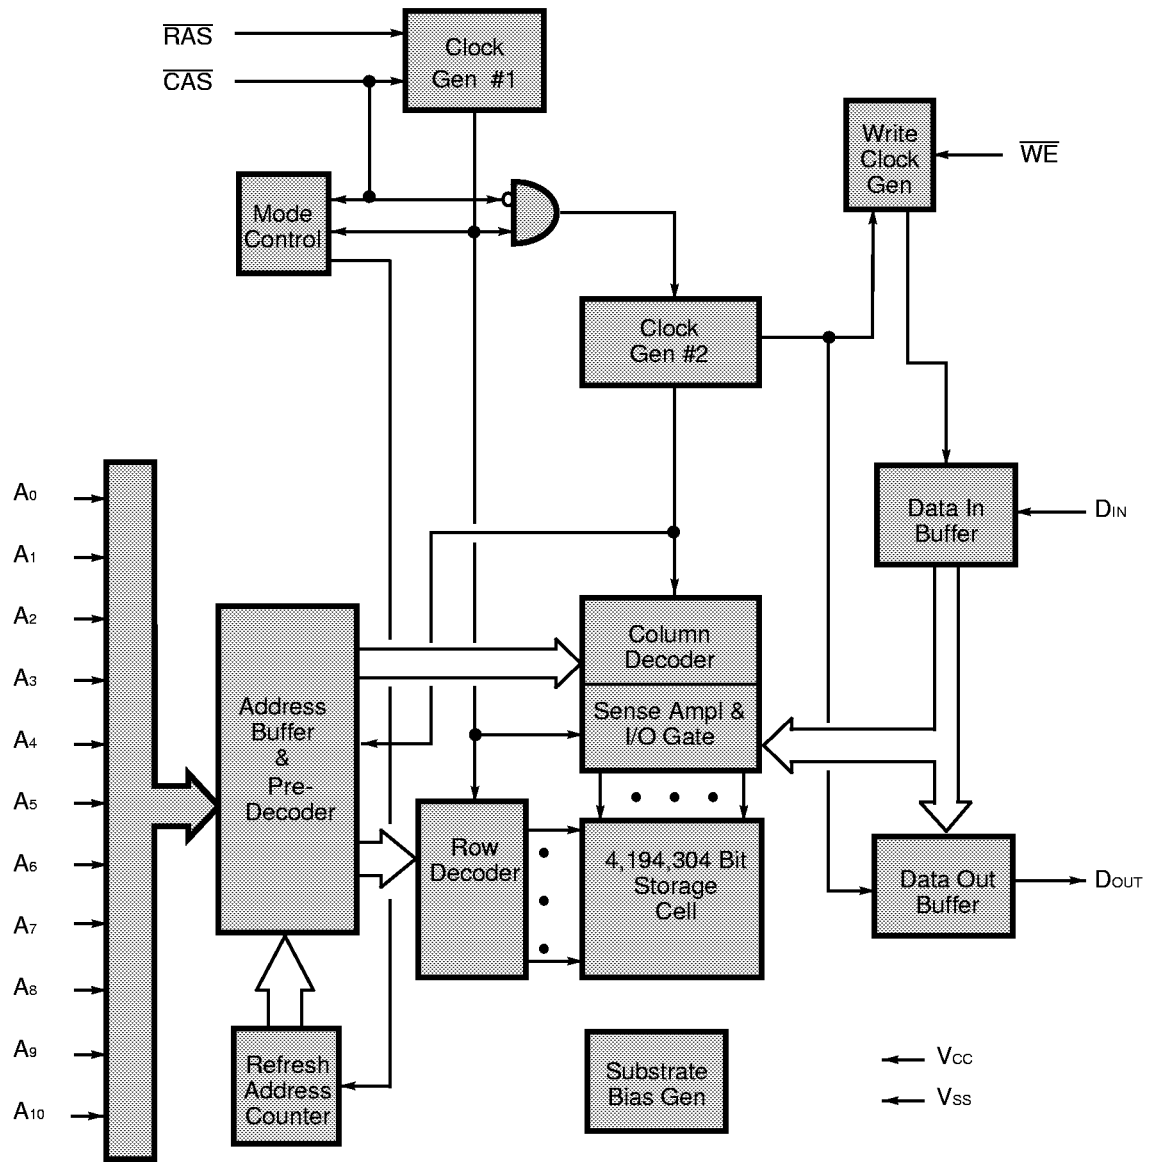 RAS
CAS
Clock
Gen #1
Write
Clock
Gen
WE
Mode
Control
Clock
Gen #2
A0
A1
A2
A3
A4
A5
A6
A7
A8
A9
A10
Address
Buffer
&
Pre-
Decoder
Column
Decoder
Sense Ampl &
I/O Gate
Data In
Buffer
DIN
Row
Decoder
4,194,304 Bit
Storage
Cell
Data Out
Buffer
DOUT
Refresh
Address
Counter
Substrate
Bias Gen
VCC
VSS